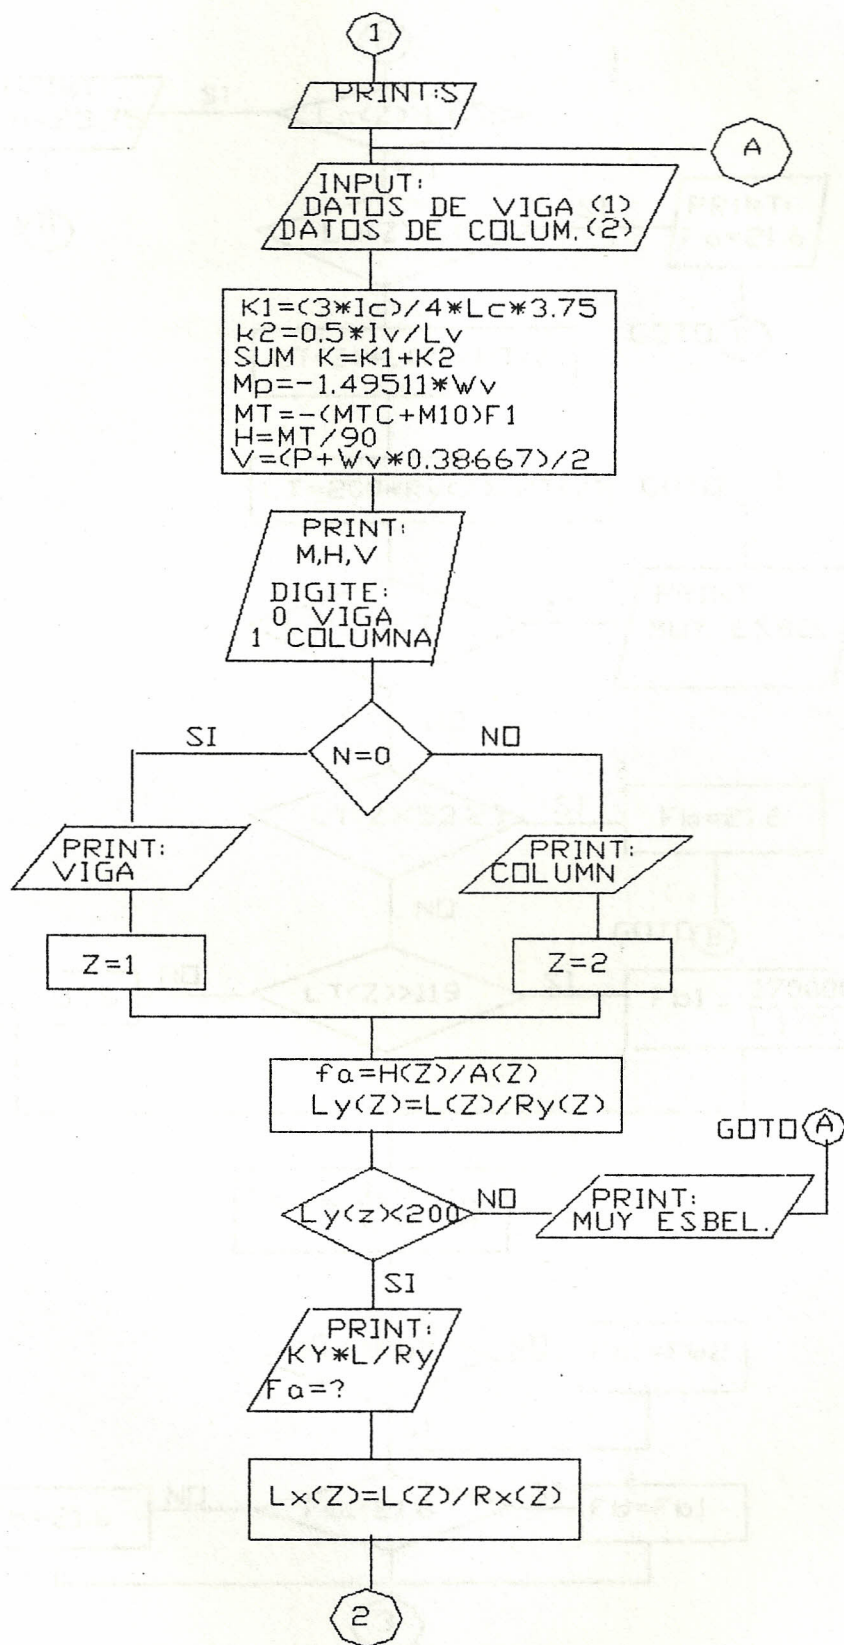 1
PRINT:S
A
INPUT:
DATOS DE VIGA (1)
DATOS DE COLUM. (2)
K1=(3*Ic)/4*Lc*3.75
k2=0.5*Iv/Lv
SUM K=K1+K2
Mp=-1.49511*Wv
MT=-(MTC+M10)F1
H=MT/90
V=(P+Wv*0.38667)/2
PRINT:
M,H,V
DIGITE:
0 VIGA
1 COLUMNA
SI
N=0
NO
PRINT:
VIGA
PRINT:
COLUMN
Z=1
Z=2
fa=H(Z)/A(Z)
Ly(Z)=L(Z)/Ry(Z)
GOTO A
Ly(z)<200
NO
PRINT:
MUY ESBEL.
SI
PRINT:
KY*L/Ry
Fa=?
Lx(Z)=L(Z)/Rx(Z)
2